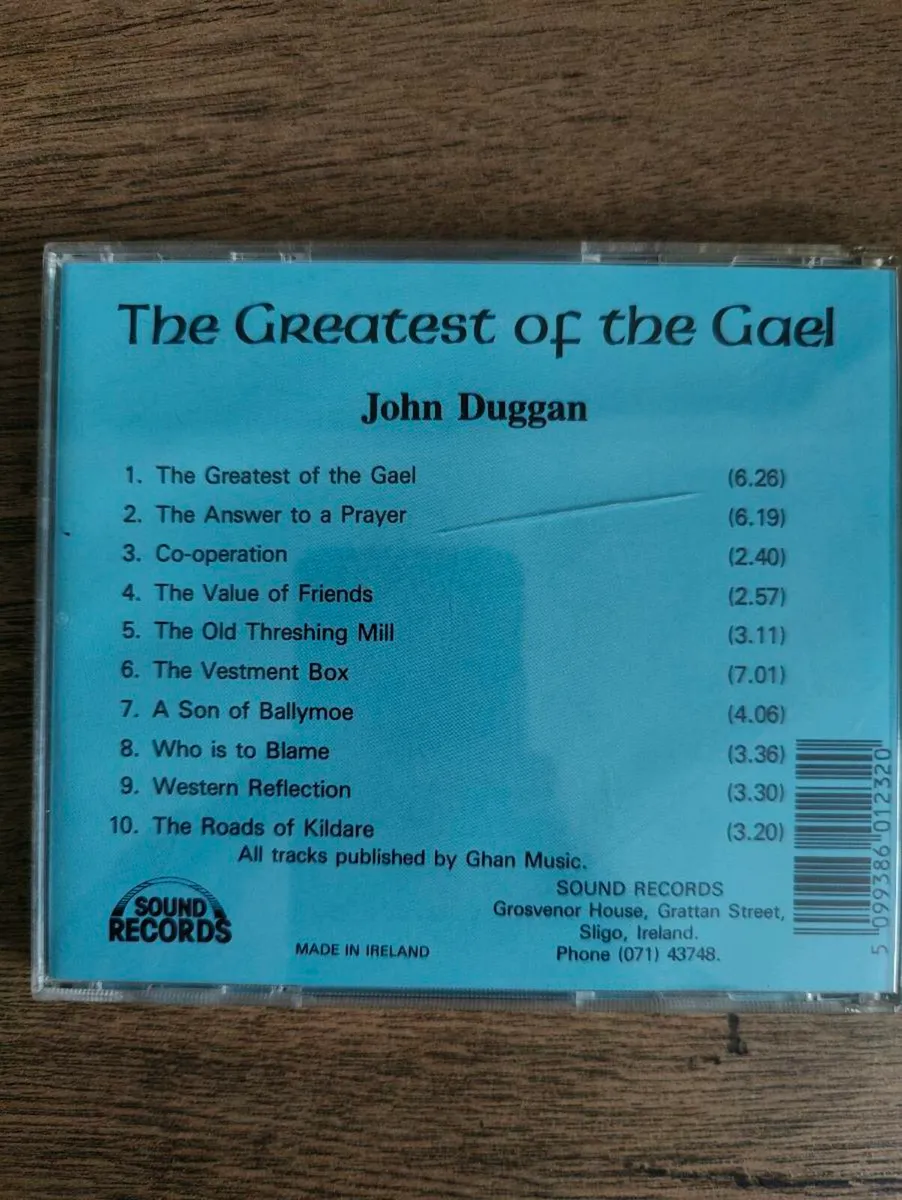 The Greatest of the Gael
John Duggan
1. The Greatest of the Gael (6.26)
2. The Answer to a Prayer (6.19)
3. Co-operation (2.40)
4. The Value of Friends (2.57)
5. The Old Threshing Mill (3.11)
6. The Vestment Box (7.01)
7. A Son of Ballymoe (4.06)
8. Who is to Blame (3.36)
9. Western Reflection (3.30)
10. The Roads of Kildare (3.20)
All tracks published by Ghan Music.
SOUND
RECORDS
MADE IN IRELAND
SOUND RECORDS
Grosvenor House, Grattan Street,
Sligo, Ireland.
Phone (071) 43748.
5 099386 012320